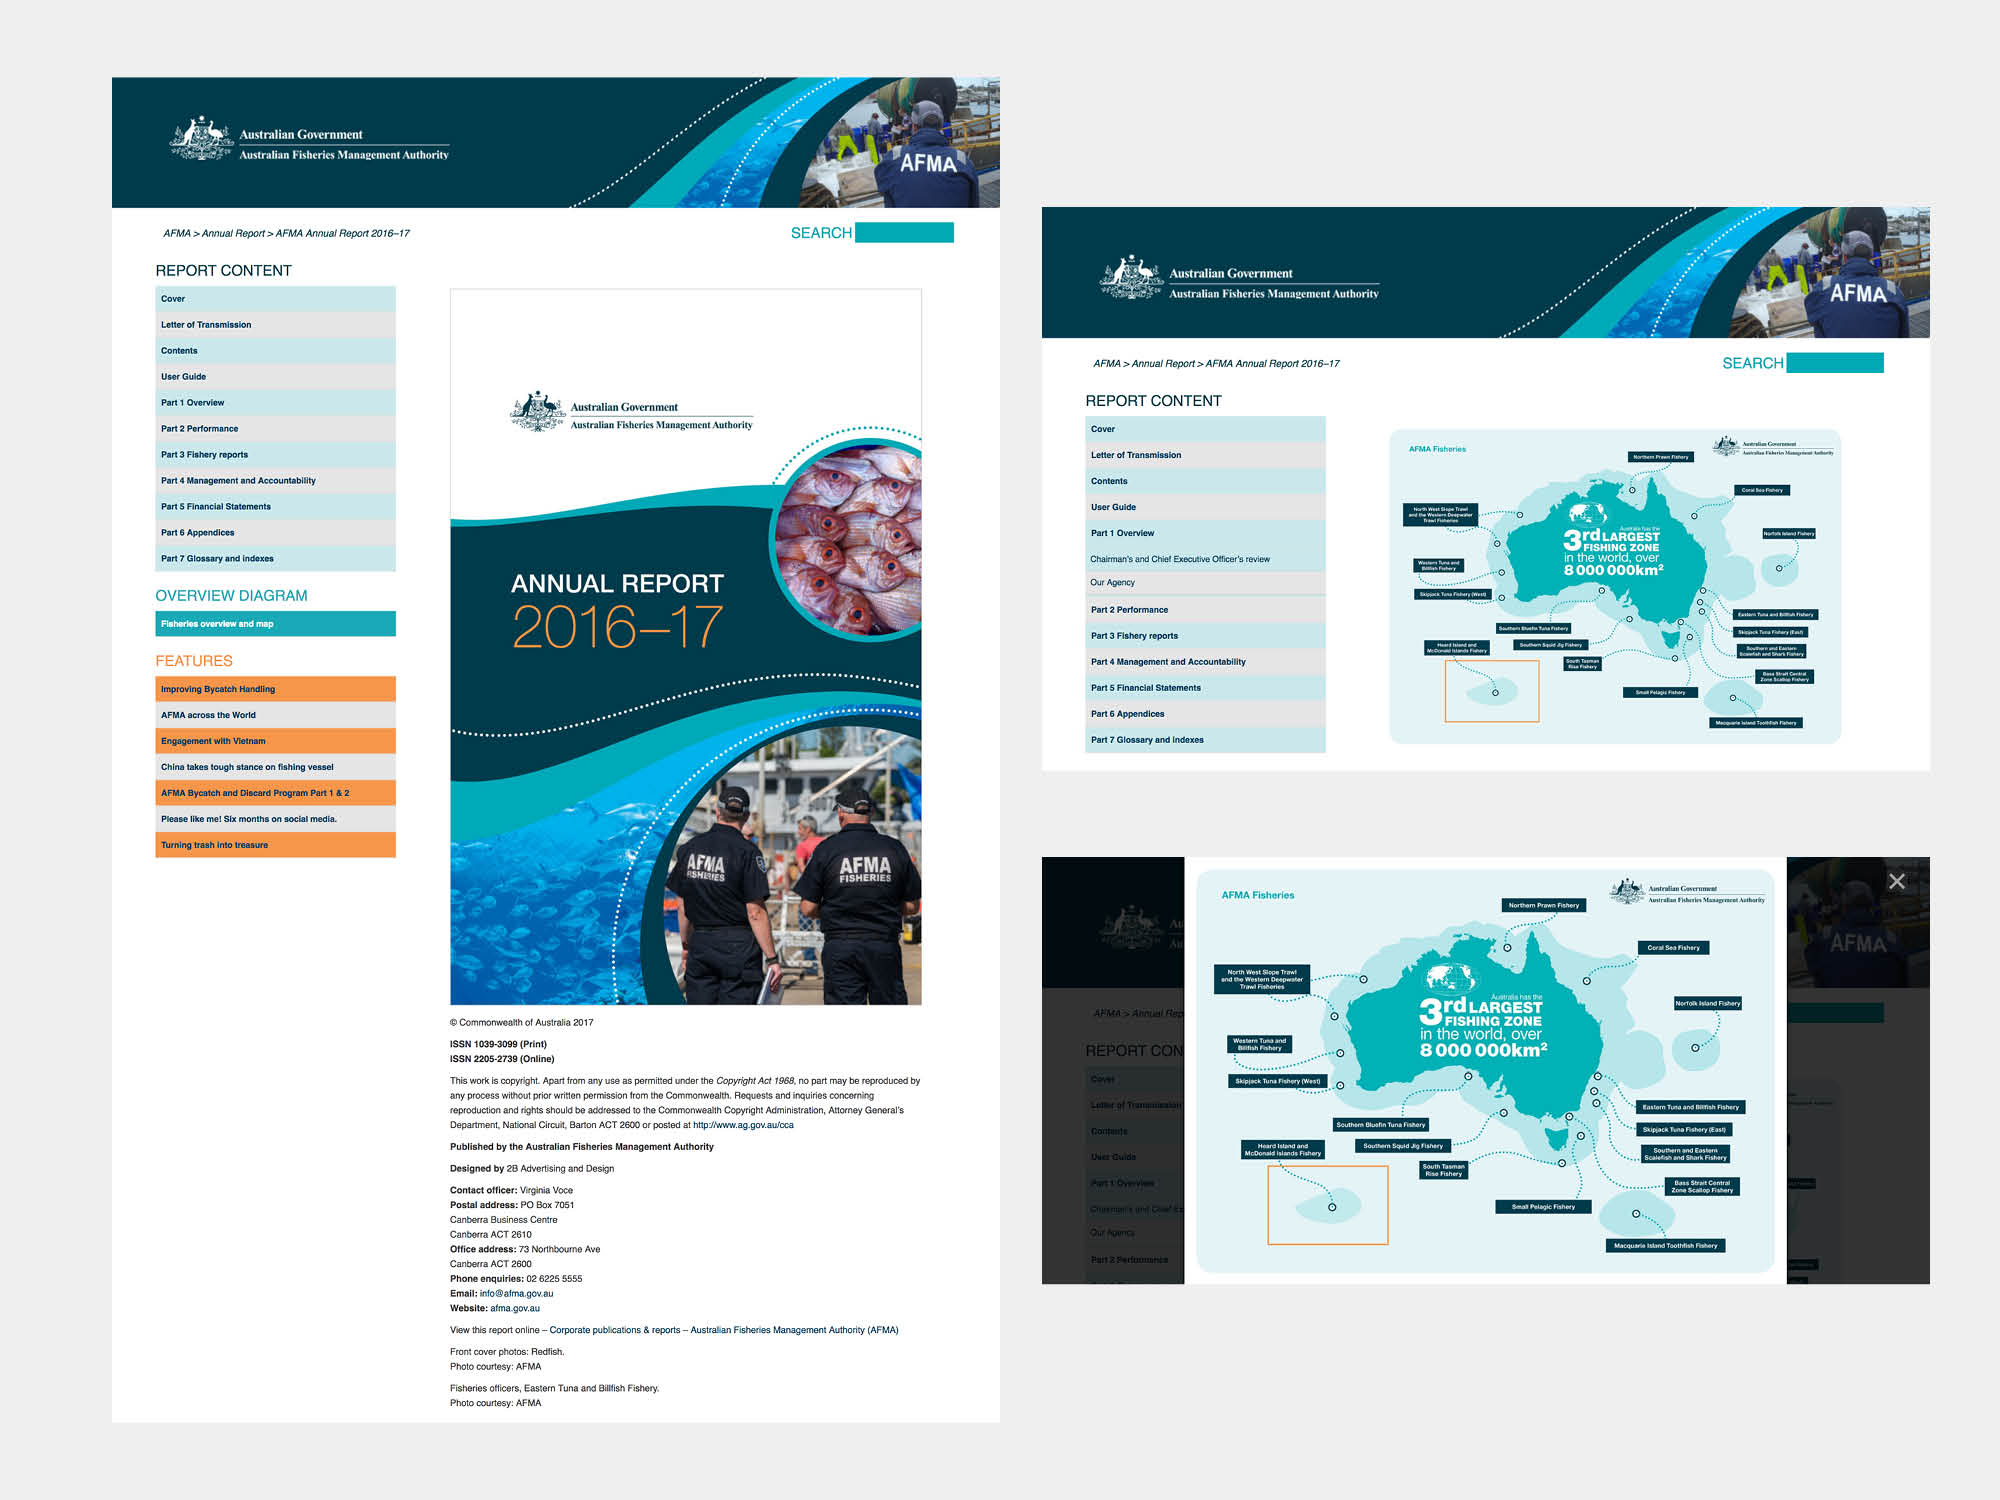 Australian Government
Australian Fisheries Management Authority
AFMA
AFMA > Annual Report > AFMA Annual Report 2016–17
SEARCH
REPORT CONTENT
Cover
Letter of Transmission
Contents
User Guide
Part 1 Overview
Part 2 Performance
Part 3 Fishery reports
Part 4 Management and Accountability
Part 5 Financial Statements
Part 6 Appendices
Part 7 Glossary and indexes
OVERVIEW DIAGRAM
Fisheries overview and map
FEATURES
Improving Bycatch Handling
AFMA across the World
Engagement with Vietnam
China takes tough stance on fishing vessel
AFMA Bycatch and Discard Program Part 1 & 2
Please like me! Six months on social media.
Turning trash into treasure
Australian Government
Australian Fisheries Management Authority
ANNUAL REPORT
2016–17
AFMA
FISHERIES
AFMA
FISHERIES
© Commonwealth of Australia 2017
ISSN 1039-3099 (Print)
ISSN 2205-2739 (Online)
This work is copyright. Apart from any use as permitted under the Copyright Act 1968, no part may be reproduced by
any process without prior written permission from the Commonwealth. Requests and inquiries concerning
reproduction and rights should be addressed to the Commonwealth Copyright Administration, Attorney General's
Department, National Circuit, Barton ACT 2600 or posted at http://www.ag.gov.au/cca
Published by the Australian Fisheries Management Authority
Designed by 2B Advertising and Design
Contact officer: Virginia Voce
Postal address: PO Box 7051
Canberra Business Centre
Canberra ACT 2610
Office address: 73 Northbourne Ave
Canberra ACT 2600
Phone enquiries: 02 6225 5555
Email: info@afma.gov.au
Website: afma.gov.au
View this report online – Corporate publications & reports – Australian Fisheries Management Authority (AFMA)
Front cover photos: Redfish.
Photo courtesy: AFMA
Fisheries officers, Eastern Tuna and Billfish Fishery.
Photo courtesy: AFMA
Australian Government
Australian Fisheries Management Authority
AFMA
AFMA > Annual Report > AFMA Annual Report 2016–17
SEARCH
REPORT CONTENT
Cover
Letter of Transmission
Contents
User Guide
Part 1 Overview
Chairman's and Chief Executive Officer's review
Our Agency
Part 2 Performance
Part 3 Fishery reports
Part 4 Management and Accountability
Part 5 Financial Statements
Part 6 Appendices
Part 7 Glossary and indexes
AFMA Fisheries
Australian Government
Australian Fisheries Management Authority
Northern Prawn Fishery
Coral Sea Fishery
North West Slope Trawl
and the Western Deepwater
Trawl Fisheries
Norfolk Island Fishery
Australia has the
3rd LARGEST
FISHING ZONE
in the world, over
8 000 000km²
Western Tuna and
Billfish Fishery
Skipjack Tuna Fishery (West)
Eastern Tuna and Billfish Fishery
Southern Bluefin Tuna Fishery
Skipjack Tuna Fishery (East)
Heard Island and
McDonald Islands Fishery
Southern Squid Jig Fishery
Southern and Eastern
Scalefish and Shark Fishery
South Tasman
Rise Fishery
Bass Strait Central
Zone Scallop Fishery
Small Pelagic Fishery
Macquarie Island Toothfish Fishery
AFMA
AFMA > Annual Rep
REPORT CON
Cover
Letter of Transmission
Contents
User Guide
Part 1 Overview
Chairman's and Chief Ex
Our Agency
Part 2 Performance
AFMA Fisheries
Australian Government
Australian Fisheries Management Authority
Northern Prawn Fishery
Coral Sea Fishery
North West Slope Trawl
and the Western Deepwater
Trawl Fisheries
Norfolk Island Fishery
Australia has the
3rd LARGEST
FISHING ZONE
in the world, over
8 000 000km²
Western Tuna and
Billfish Fishery
Skipjack Tuna Fishery (West)
Eastern Tuna and Billfish Fishery
Southern Bluefin Tuna Fishery
Skipjack Tuna Fishery (East)
Heard Island and
McDonald Islands Fishery
Southern Squid Jig Fishery
Southern and Eastern
Scalefish and Shark Fishery
South Tasman
Rise Fishery
Bass Strait Central
Zone Scallop Fishery
Small Pelagic Fishery
Macquarie Island Toothfish Fishery